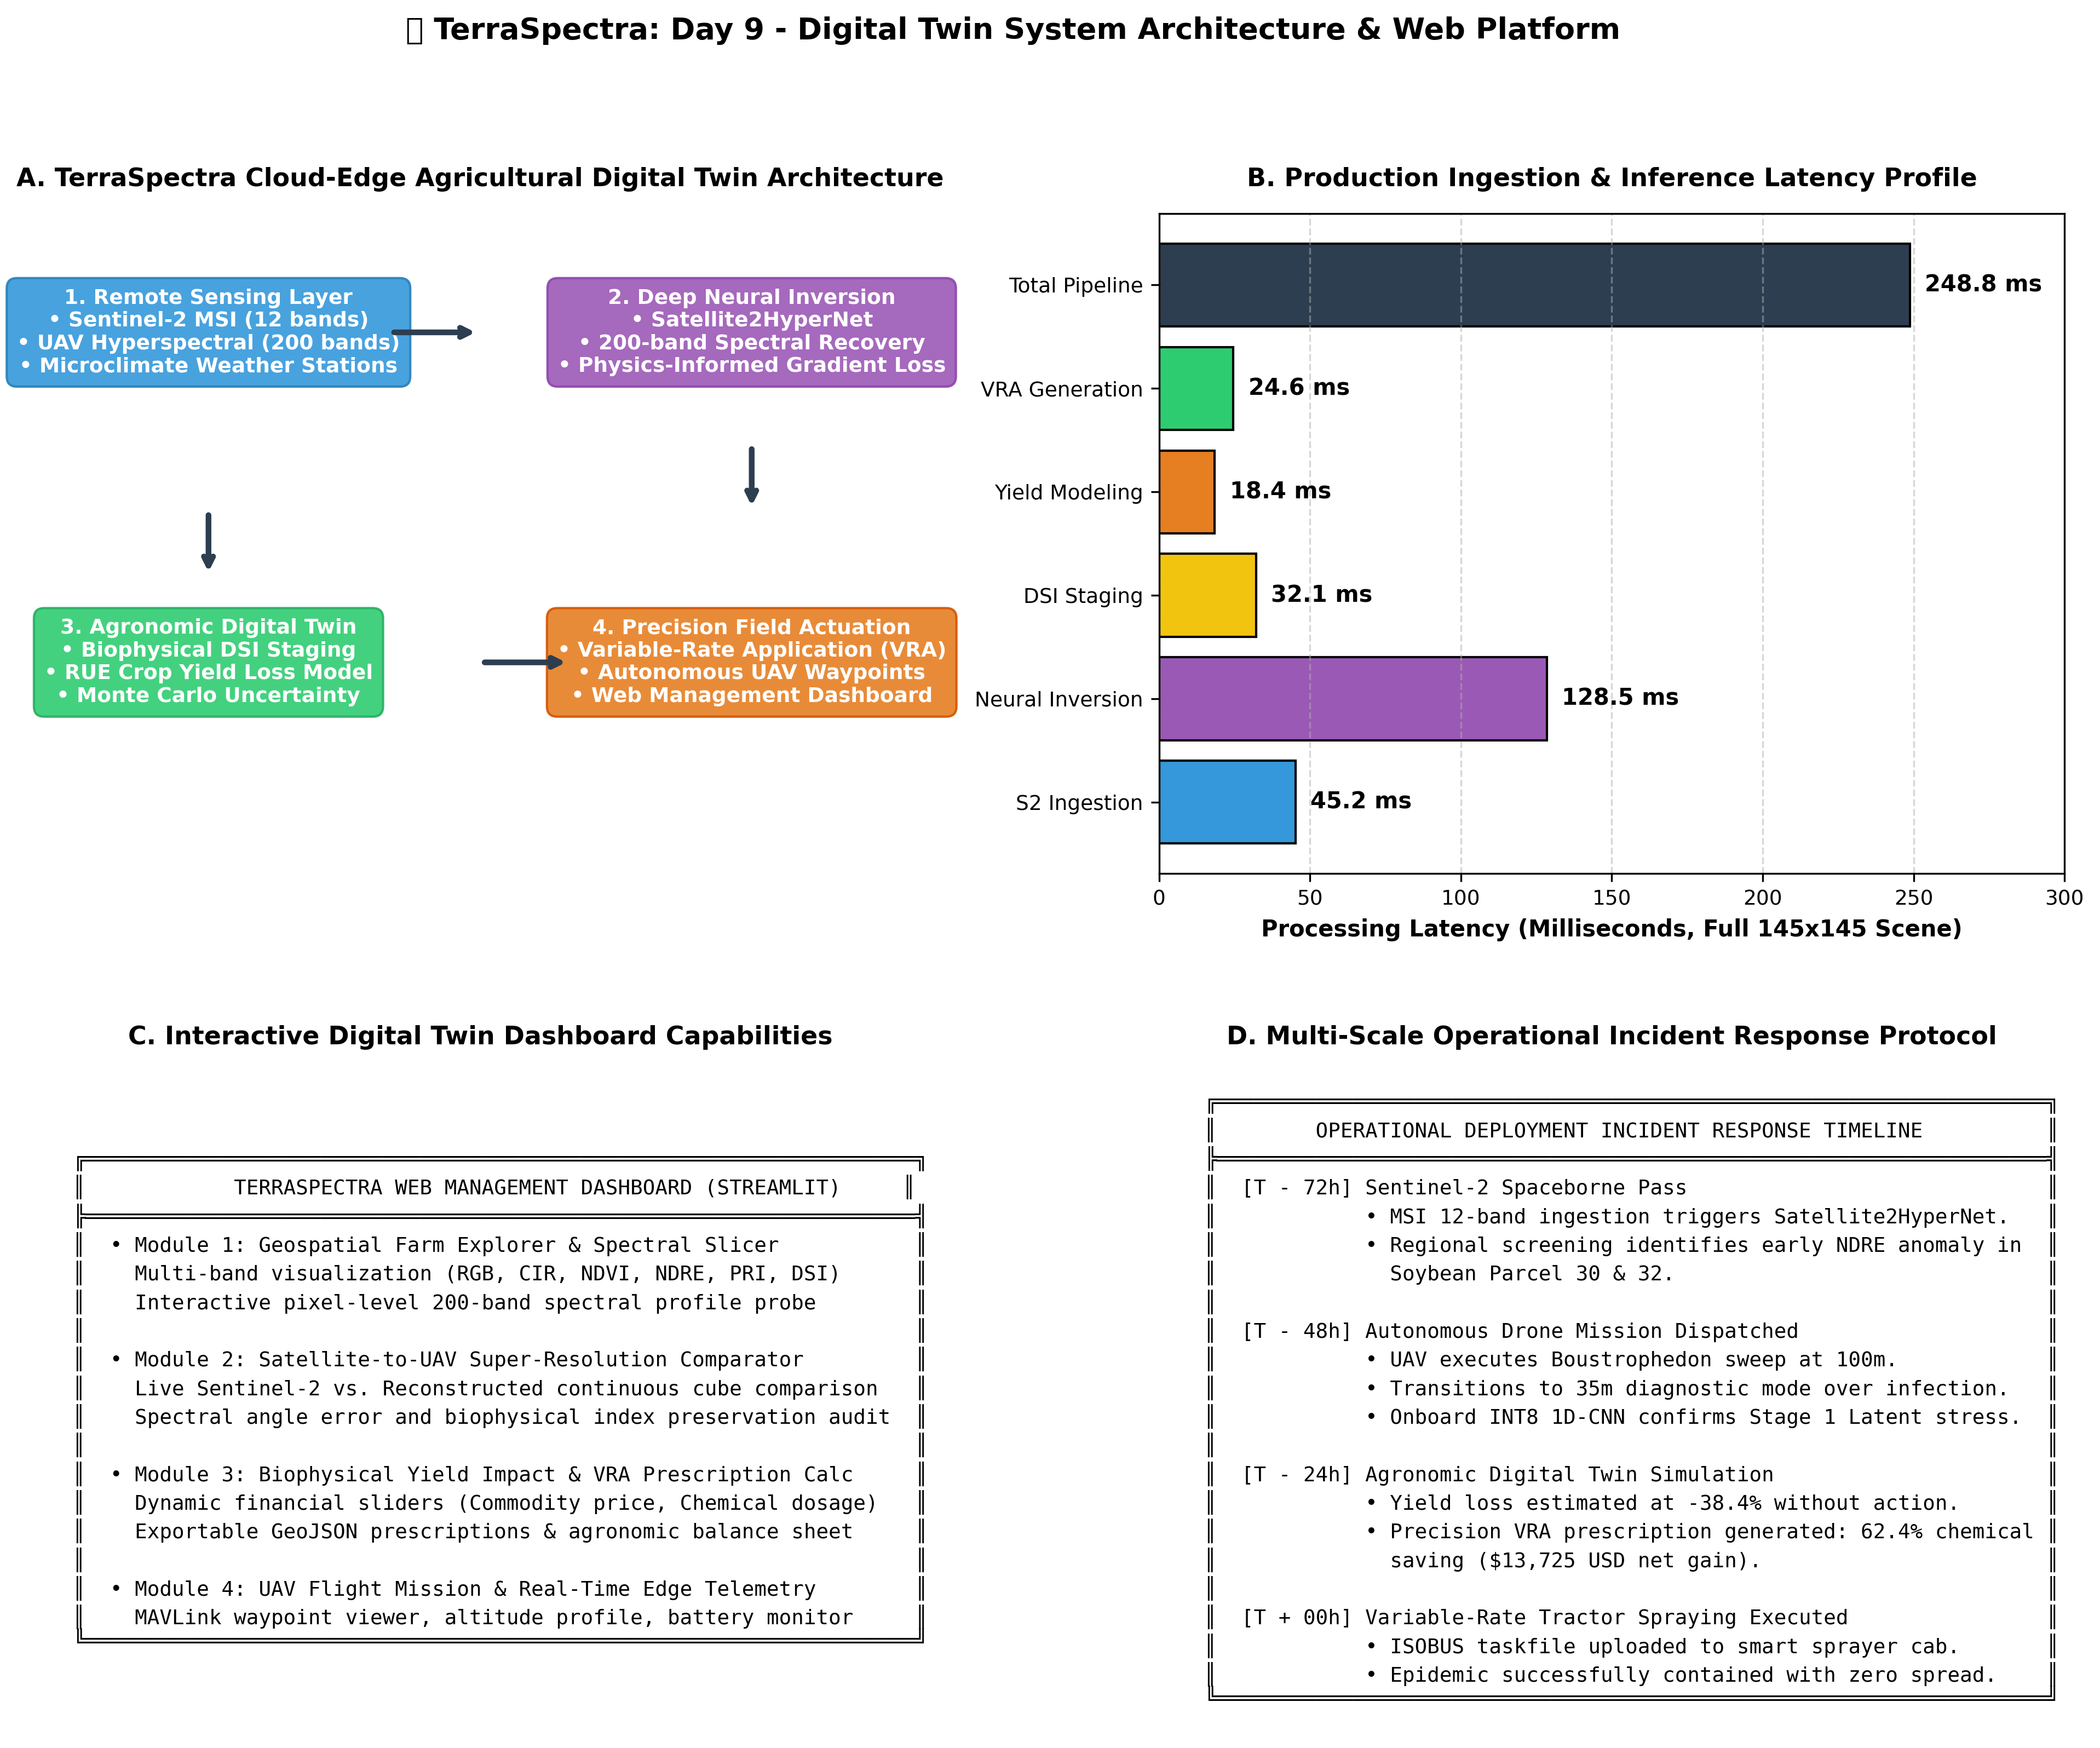 TerraSpectra: Day 9 - Digital Twin System Architecture & Web Platform
A. TerraSpectra Cloud-Edge Agricultural Digital Twin Architecture
1. Remote Sensing Layer
• Sentinel-2 MSI (12 bands)
• UAV Hyperspectral (200 bands)
• Microclimate Weather Stations
2. Deep Neural Inversion
• Satellite2HyperNet
• 200-band Spectral Recovery
• Physics-Informed Gradient Loss
3. Agronomic Digital Twin
• Biophysical DSI Staging
• RUE Crop Yield Loss Model
• Monte Carlo Uncertainty
4. Precision Field Actuation
• Variable-Rate Application (VRA)
• Autonomous UAV Waypoints
• Web Management Dashboard
B. Production Ingestion & Inference Latency Profile
Total Pipeline
248.8 ms
VRA Generation
24.6 ms
Yield Modeling
18.4 ms
DSI Staging
32.1 ms
Neural Inversion
128.5 ms
S2 Ingestion
45.2 ms
0 50 100 150 200 250 300
Processing Latency (Milliseconds, Full 145x145 Scene)
C. Interactive Digital Twin Dashboard Capabilities
TERRASPECTRA WEB MANAGEMENT DASHBOARD (STREAMLIT)
• Module 1: Geospatial Farm Explorer & Spectral Slicer
Multi-band visualization (RGB, CIR, NDVI, NDRE, PRI, DSI)
Interactive pixel-level 200-band spectral profile probe
• Module 2: Satellite-to-UAV Super-Resolution Comparator
Live Sentinel-2 vs. Reconstructed continuous cube comparison
Spectral angle error and biophysical index preservation audit
• Module 3: Biophysical Yield Impact & VRA Prescription Calc
Dynamic financial sliders (Commodity price, Chemical dosage)
Exportable GeoJSON prescriptions & agronomic balance sheet
• Module 4: UAV Flight Mission & Real-Time Edge Telemetry
MAVLink waypoint viewer, altitude profile, battery monitor
D. Multi-Scale Operational Incident Response Protocol
OPERATIONAL DEPLOYMENT INCIDENT RESPONSE TIMELINE
[T - 72h] Sentinel-2 Spaceborne Pass
• MSI 12-band ingestion triggers Satellite2HyperNet.
• Regional screening identifies early NDRE anomaly in
Soybean Parcel 30 & 32.
[T - 48h] Autonomous Drone Mission Dispatched
• UAV executes Boustrophedon sweep at 100m.
• Transitions to 35m diagnostic mode over infection.
• Onboard INT8 1D-CNN confirms Stage 1 Latent stress.
[T - 24h] Agronomic Digital Twin Simulation
• Yield loss estimated at -38.4% without action.
• Precision VRA prescription generated: 62.4% chemical
saving ($13,725 USD net gain).
[T + 00h] Variable-Rate Tractor Spraying Executed
• ISOBUS taskfile uploaded to smart sprayer cab.
• Epidemic successfully contained with zero spread.